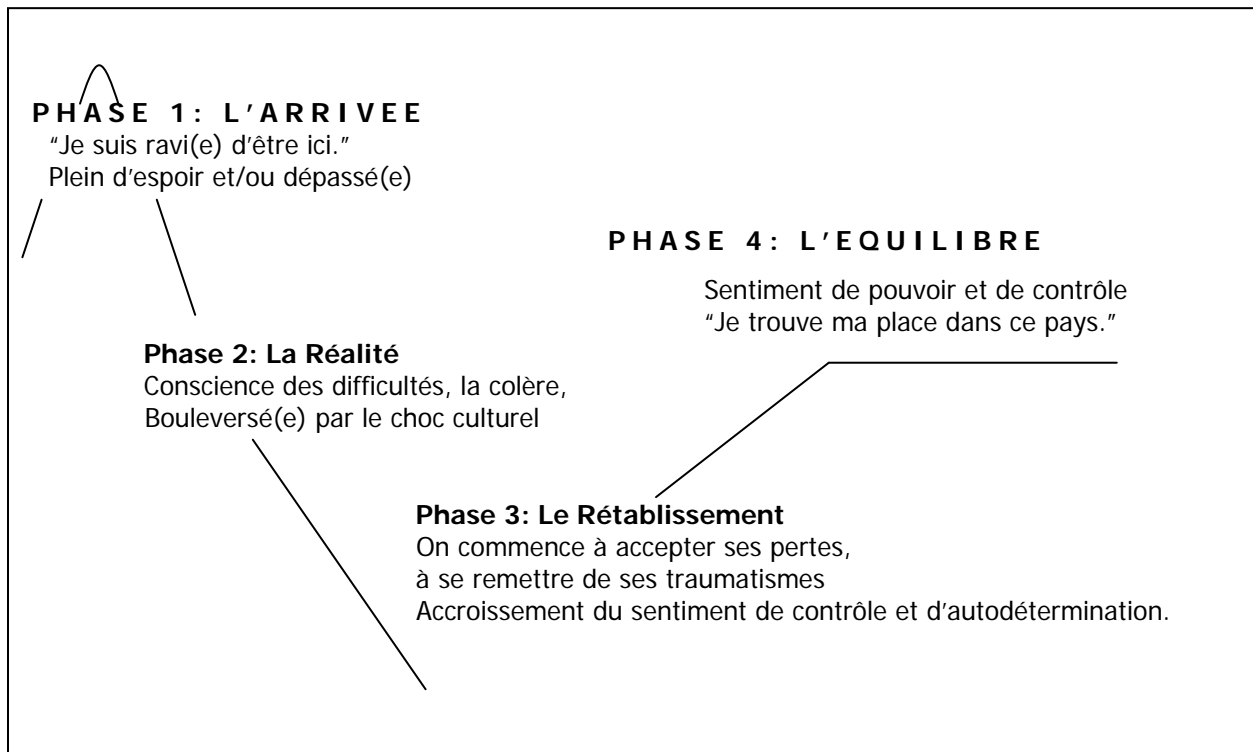 PHASE 1: L'ARRIVEE
"Je suis ravi(e) d'être ici."
Plein d'espoir et/ou dépassé(e)
PHASE 4: L'EQUILIBRE
Sentiment de pouvoir et de contrôle
"Je trouve ma place dans ce pays."
Phase 2: La Réalité
Conscience des difficultés, la colère,
Bouleversé(e) par le choc culturel
Phase 3: Le Rétablissement
On commence à accepter ses pertes,
à se remettre de ses traumatismes
Accroissement du sentiment de contrôle et d'autodétermination.